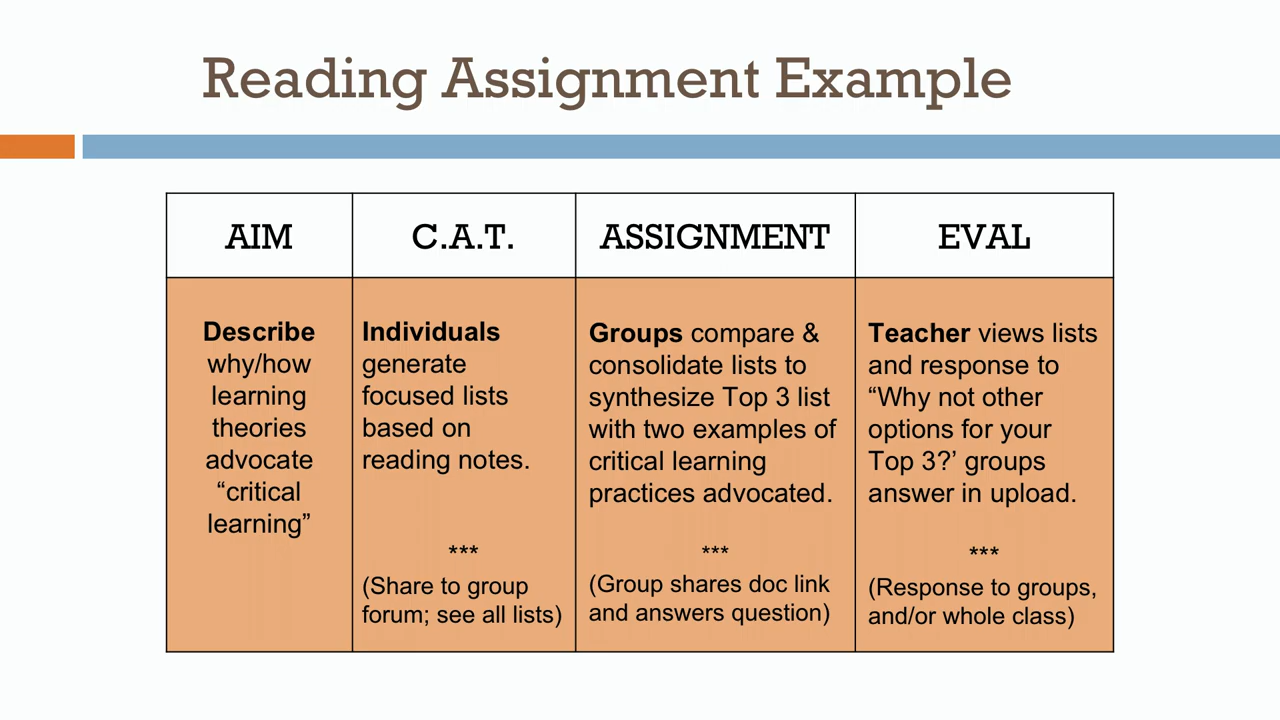 Reading Assignment Example
AIM
C.A.T.
ASSIGNMENT
EVAL
Describe
why/how
learning
theories
advocate
“critical
learning”
Individuals
generate
focused lists
based on
reading notes.
***
(Share to group
forum; see all lists)
Groups compare &
consolidate lists to
synthesize Top 3 list
with two examples of
critical learning
practices advocated.
***
(Group shares doc link
and answers question)
Teacher views lists
and response to
“Why not other
options for your
Top 3?’ groups
answer in upload.
***
(Response to groups,
and/or whole class)